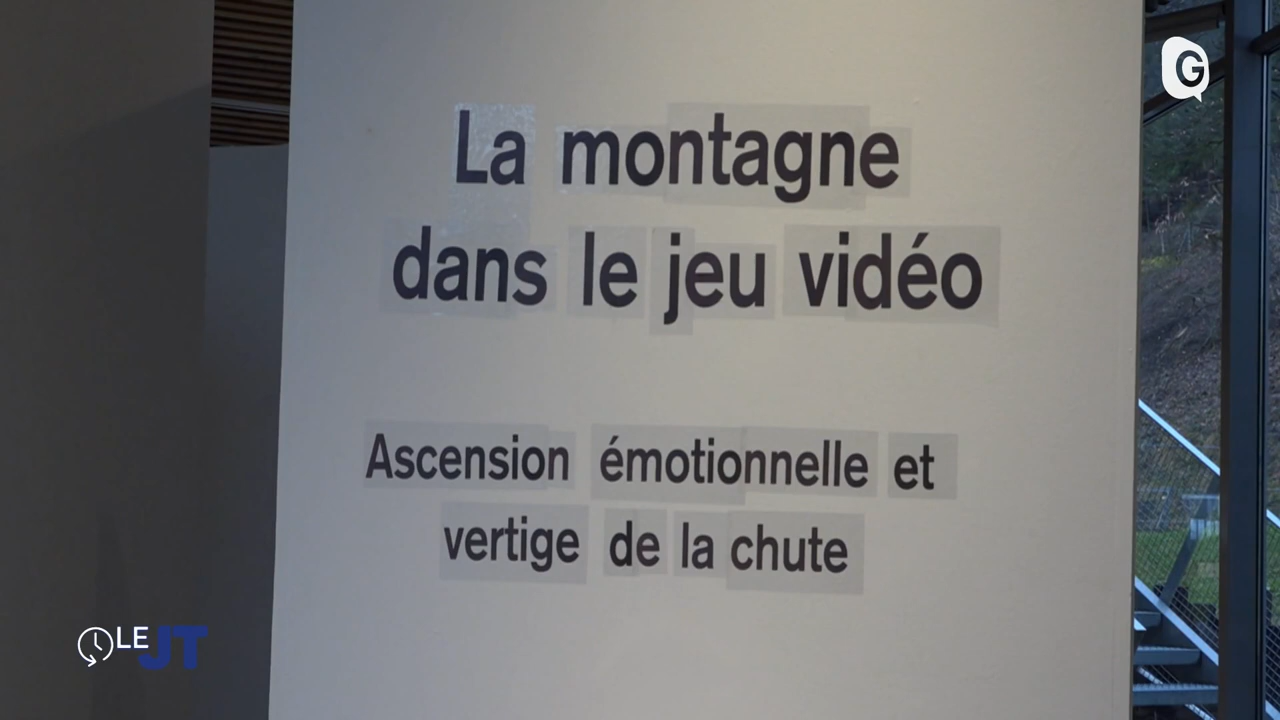 G
La montagne
dans le jeu vidéo
Ascension émotionnelle et
vertige de la chute
LE JT